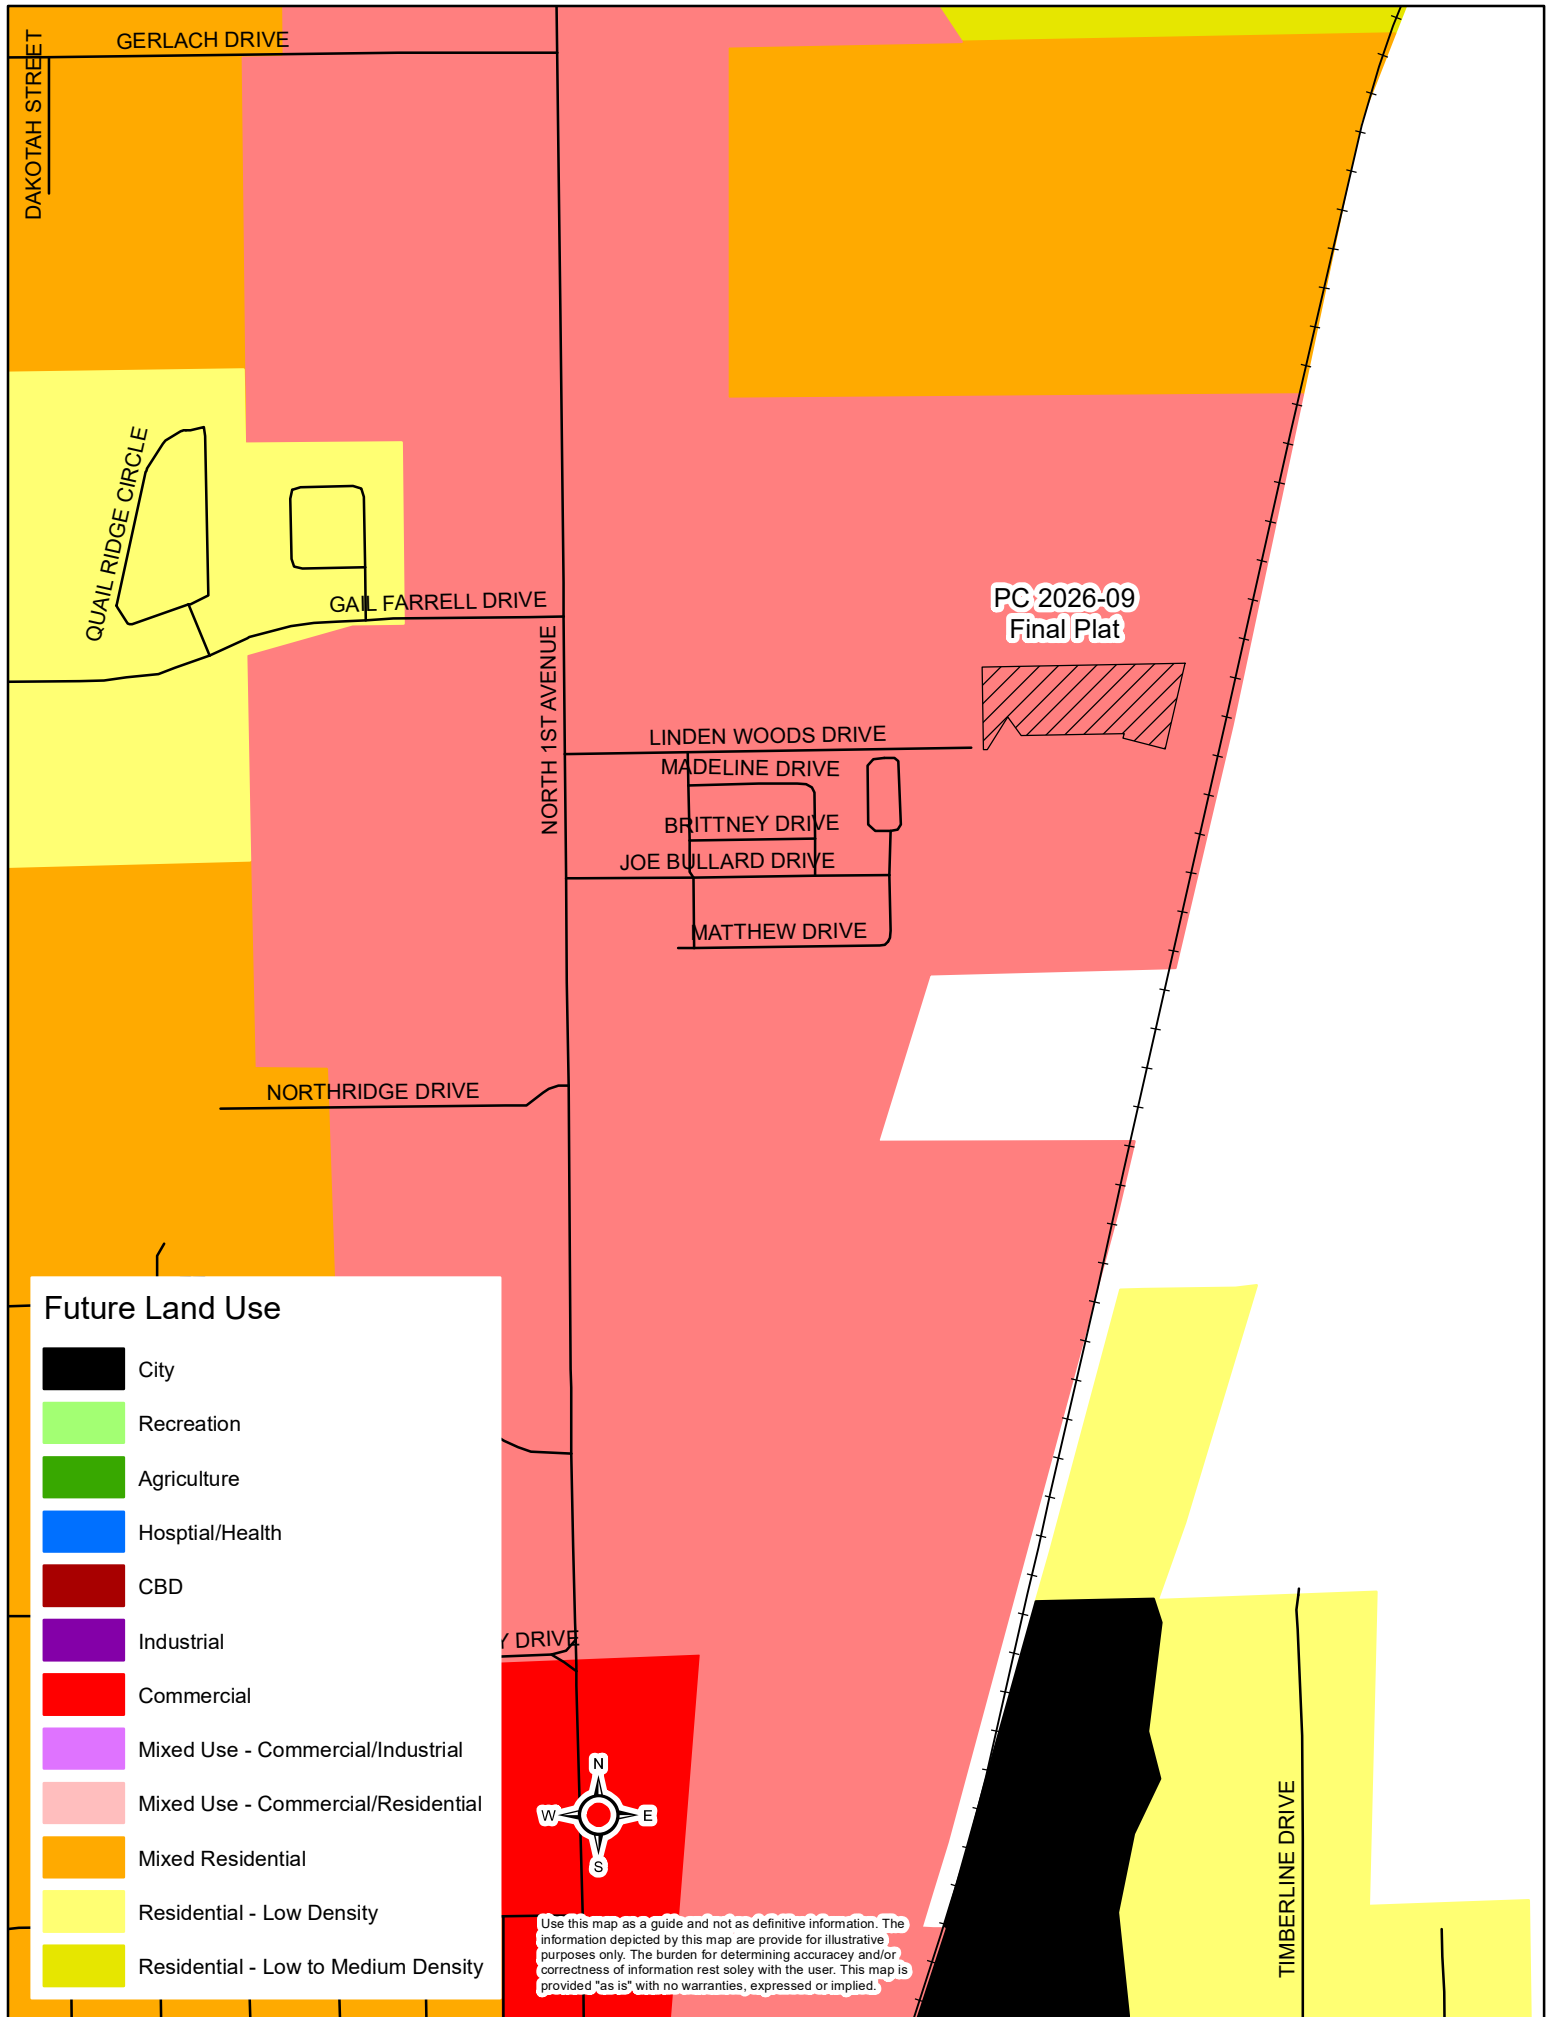 GERLACH DRIVE
DAKOTAH STREET
QUAIL RIDGE CIRCLE
GAIL FARRELL DRIVE
NORTH 1ST AVENUE
PC 2026-09
Final Plat
LINDEN WOODS DRIVE
MADELINE DRIVE
BRITTNEY DRIVE
JOE BULLARD DRIVE
MATTHEW DRIVE
NORTHRIDGE DRIVE
Future Land Use
City
Recreation
Agriculture
Hosptial/Health
CBD
Industrial
Commercial
Mixed Use - Commercial/Industrial
Mixed Use - Commercial/Residential
Mixed Residential
Residential - Low Density
Residential - Low to Medium Density
Y DRIVE
N
W
E
S
TIMBERLINE DRIVE
Use this map as a guide and not as definitive information. The
information depicted by this map are provide for illustrative
purposes only. The burden for determining accuracey and/or
correctness of information rest soley with the user. This map is
provided "as is" with no warranties, expressed or implied.